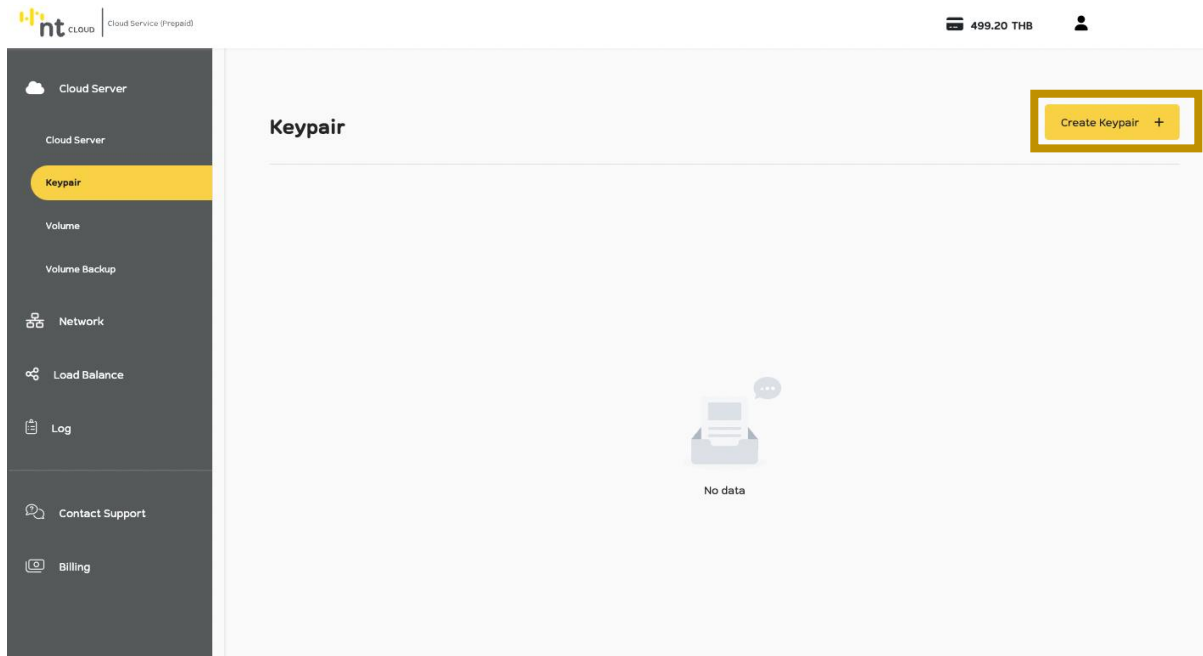 nt CLOUD
Cloud Service (Prepaid)
499.20 THB
Cloud Server
Cloud Server
Keypair
Volume
Volume Backup
Network
Load Balance
Log
Contact Support
Billing
Keypair
Create Keypair +
No data